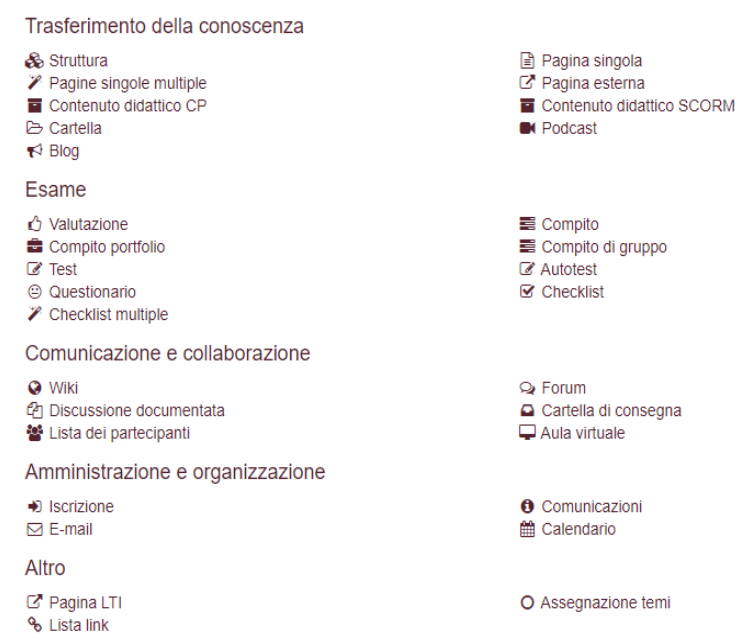 Trasferimento della conoscenza
Struttura Pagina singola
Pagine singole multiple Pagina esterna
Contenuto didattico CP Contenuto didattico SCORM
Cartella Podcast
Blog
Esame
Valutazione Compito
Compito portfolio Compito di gruppo
Test Autotest
Questionario Checklist
Checklist multiple
Comunicazione e collaborazione
Wiki Forum
Discussione documentata Cartella di consegna
Lista dei partecipanti Aula virtuale
Amministrazione e organizzazione
Iscrizione Comunicazioni
E-mail Calendario
Altro
Pagina LTI Assegnazione temi
Lista link